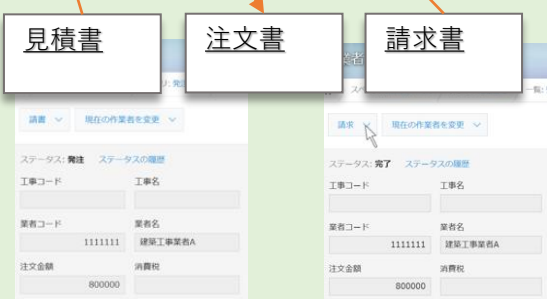 見積書
注文書
請求書
業者
請書
現在の作業者を変更
ステータス: 発注 ステータスの履歴
工事コード 工事名
業者コード 業者名
1111111 建築工事業者A
注文金額 消費税
800000
請求
現在の作業者を変更
ステータス: 完了 ステータスの履歴
工事コード 工事名
業者コード 業者名
1111111 建築工事業者A
注文金額 消費税
800000